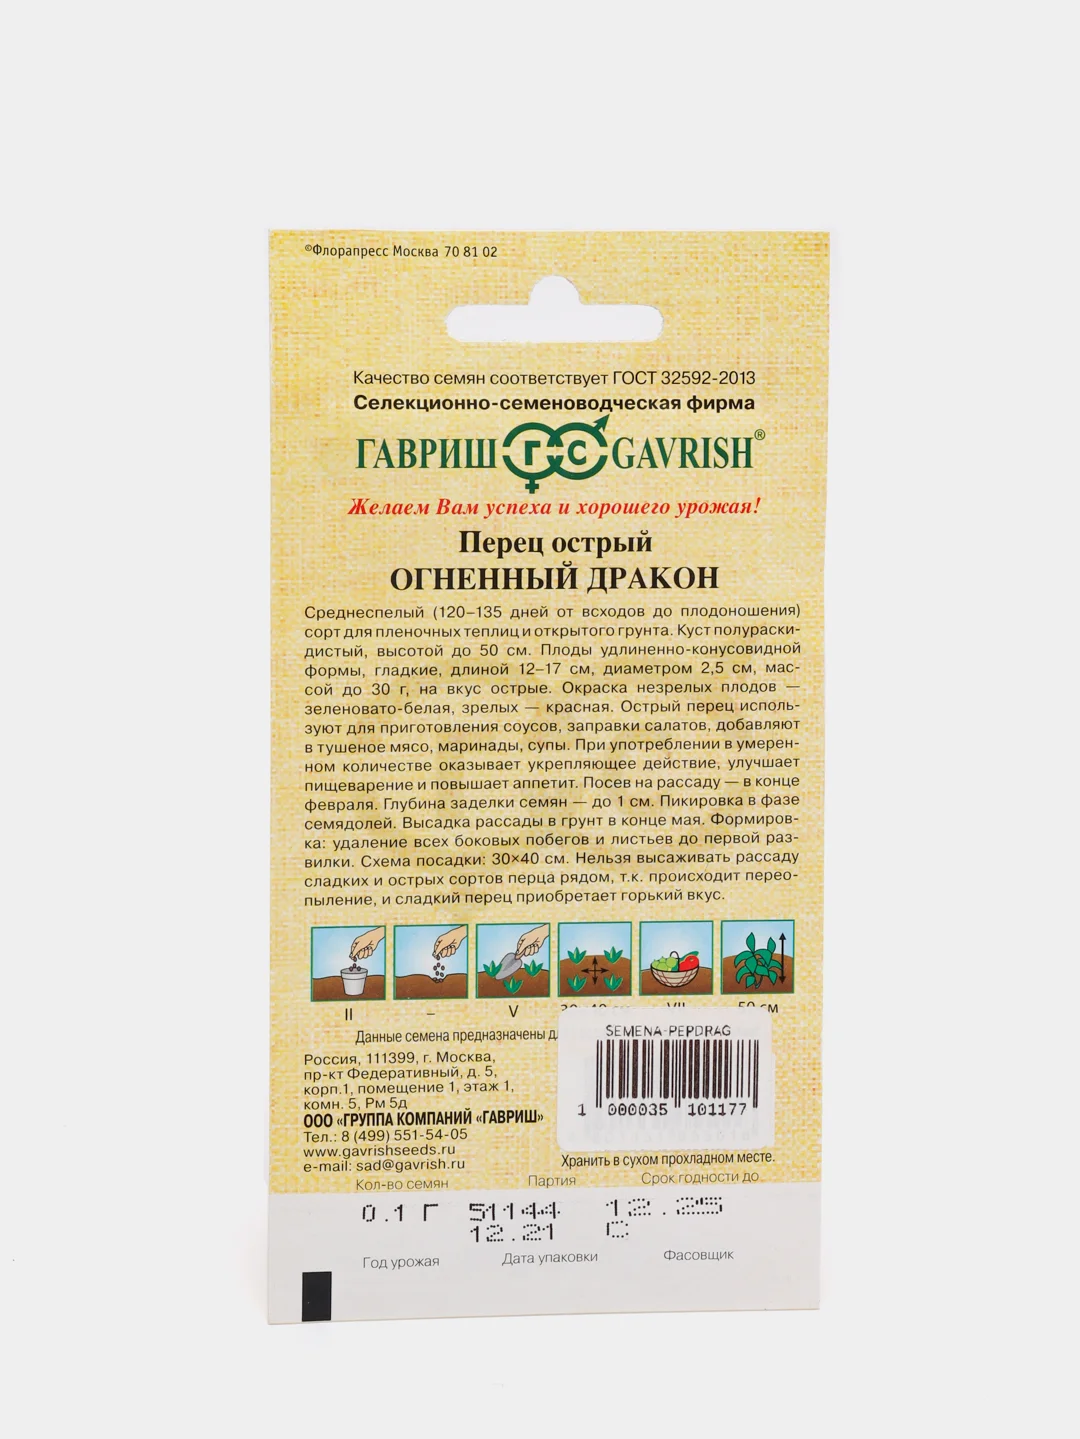 ©Флорапресс Москва 70 81 02
Качество семян соответствует ГОСТ 32592-2013
Селекционно-семеноводческая фирма
ГАВРИШ ГС GAVRISH®
Желаем Вам успеха и хорошего урожая!
Перец острый
ОГНЕННЫЙ ДРАКОН
Среднеспелый (120–135 дней от всходов до плодоношения)
сорт для пленочных теплиц и открытого грунта. Куст полураски-
дистый, высотой до 50 см. Плоды удлиненно-конусовидной
формы, гладкие, длиной 12–17 см, диаметром 2,5 см, мас-
сой до 30 г, на вкус острые. Окраска незрелых плодов —
зеленовато-белая, зрелых — красная. Острый перец исполь-
зуют для приготовления соусов, заправки салатов, добавляют
в тушеное мясо, маринады, супы. При употреблении в умерен-
ном количестве оказывает укрепляющее действие, улучшает
пищеварение и повышает аппетит. Посев на рассаду — в конце
февраля. Глубина заделки семян — до 1 см. Пикировка в фазе
семядолей. Высадка рассады в грунт в конце мая. Формиров-
ка: удаление всех боковых побегов и листьев до первой раз-
вилки. Схема посадки: 30×40 см. Нельзя высаживать рассаду
сладких и острых сортов перца рядом, т.к. происходит перео-
пыление, и сладкий перец приобретает горький вкус.
II – V 50 см
Данные семена предназначены
SEMENA-PEPDRAG
1 000035 101177
Россия, 111399, г. Москва,
пр-кт Федеративный, д. 5,
корп.1, помещение 1, этаж 1,
комн. 5, Рм 5д
ООО «ГРУППА КОМПАНИЙ «ГАВРИШ»
Тел.: 8 (499) 551-54-05
www.gavrishseeds.ru
e-mail: sad@gavrish.ru
Хранить в сухом прохладном месте.
Кол-во семян Партия Срок годности до
0.1 Г 51144 12.25
12.21 С
Год урожая Дата упаковки Фасовщик